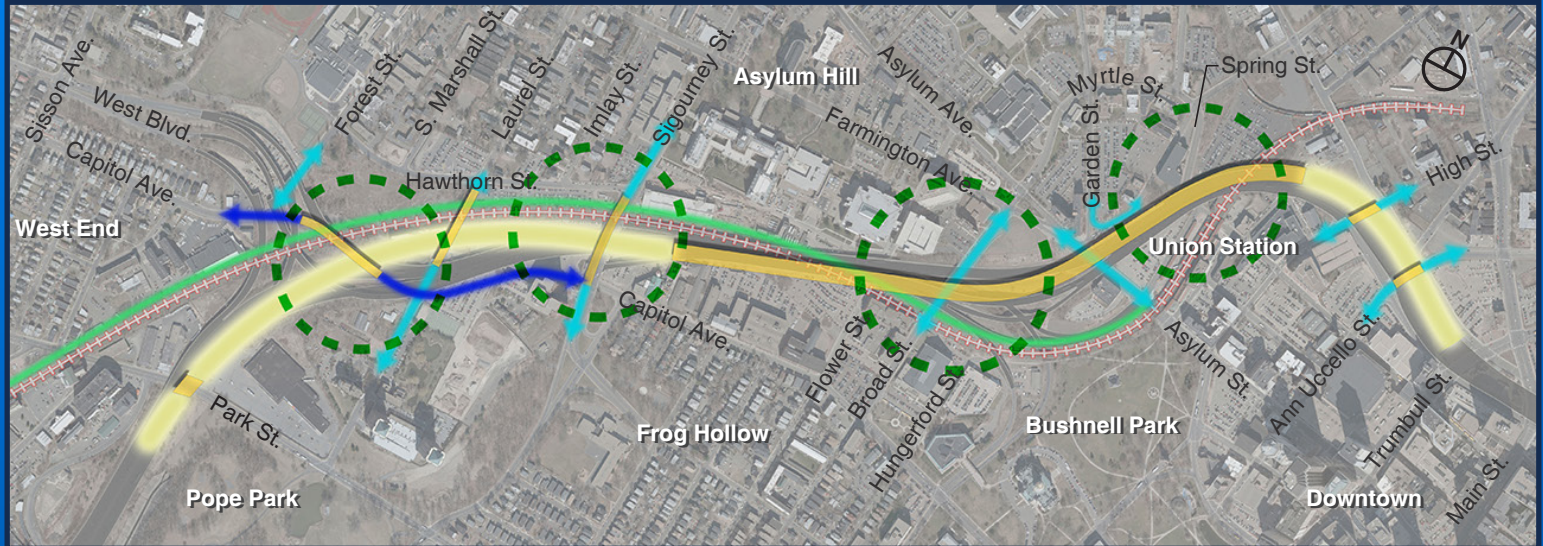 N
Sisson Ave.
West Blvd.
Capitol Ave.
Forest St.
S. Marshall St.
Laurel St.
Imlay St.
Sigourney St.
Asylum Hill
Asylum Ave.
Farmington Ave.
Myrtle St.
Garden St.
Spring St.
High St.
Hawthorn St.
West End
Union Station
Capitol Ave.
Park St.
Flower St.
Broad St.
Hungerford St.
Asylum St.
Ann Uccello St.
Trumbull St.
Main St.
Frog Hollow
Bushnell Park
Pope Park
Downtown